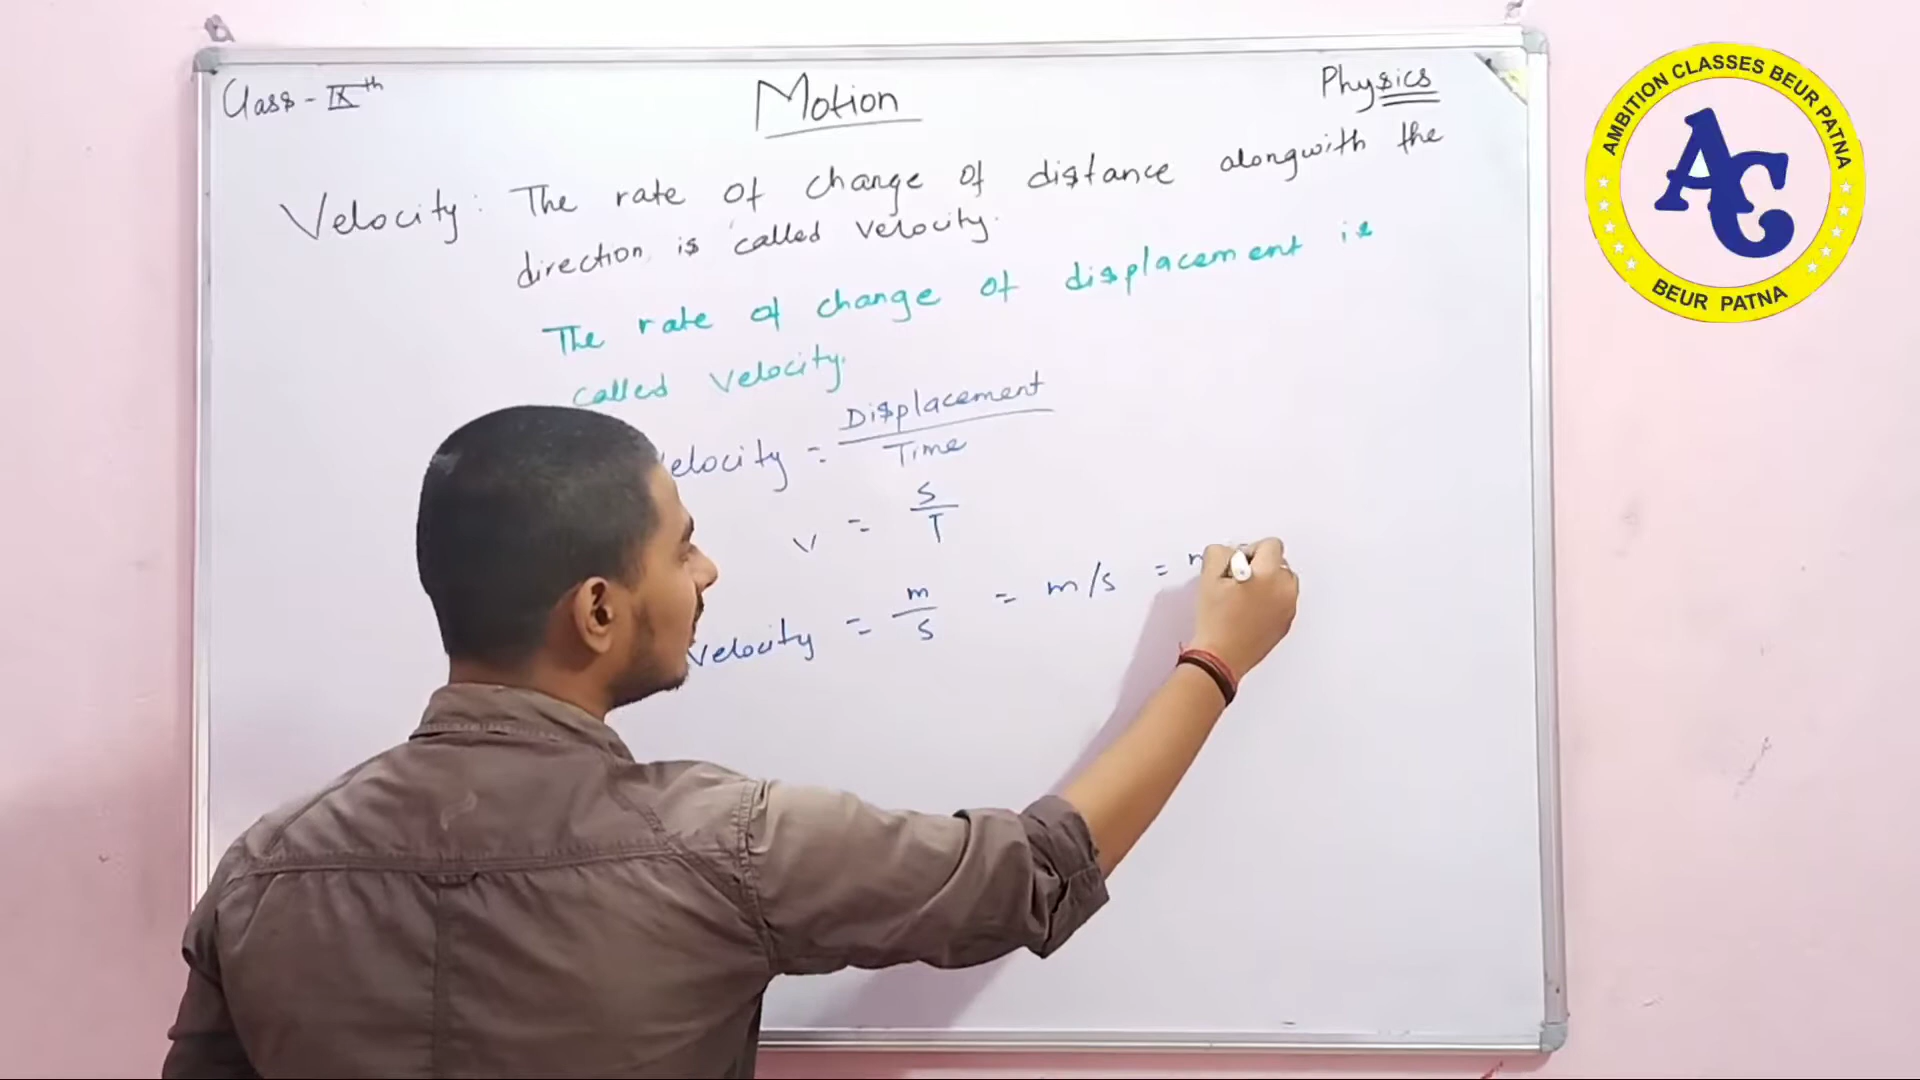 Class - IXth
Motion
Physics
Velocity: The rate of change of distance alongwith the
direction is called velocity.
The rate of change of displacement is
called velocity.
elocity = Displacement
Time
v = S
T
velocity = m
s
= m/s =
AMBITION CLASSES BEUR PATNA
AC
BEUR PATNA